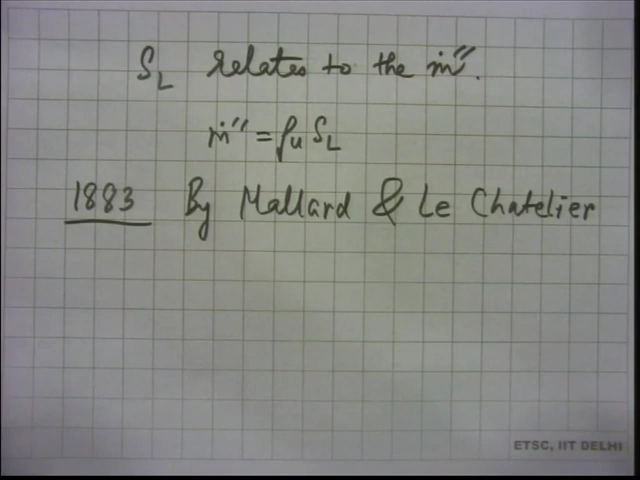 S_L relates to the ṁ″.
ṁ″ = ρ_u S_L
1883 By Mallard & Le Chatelier
ETSC, IIT DELHI